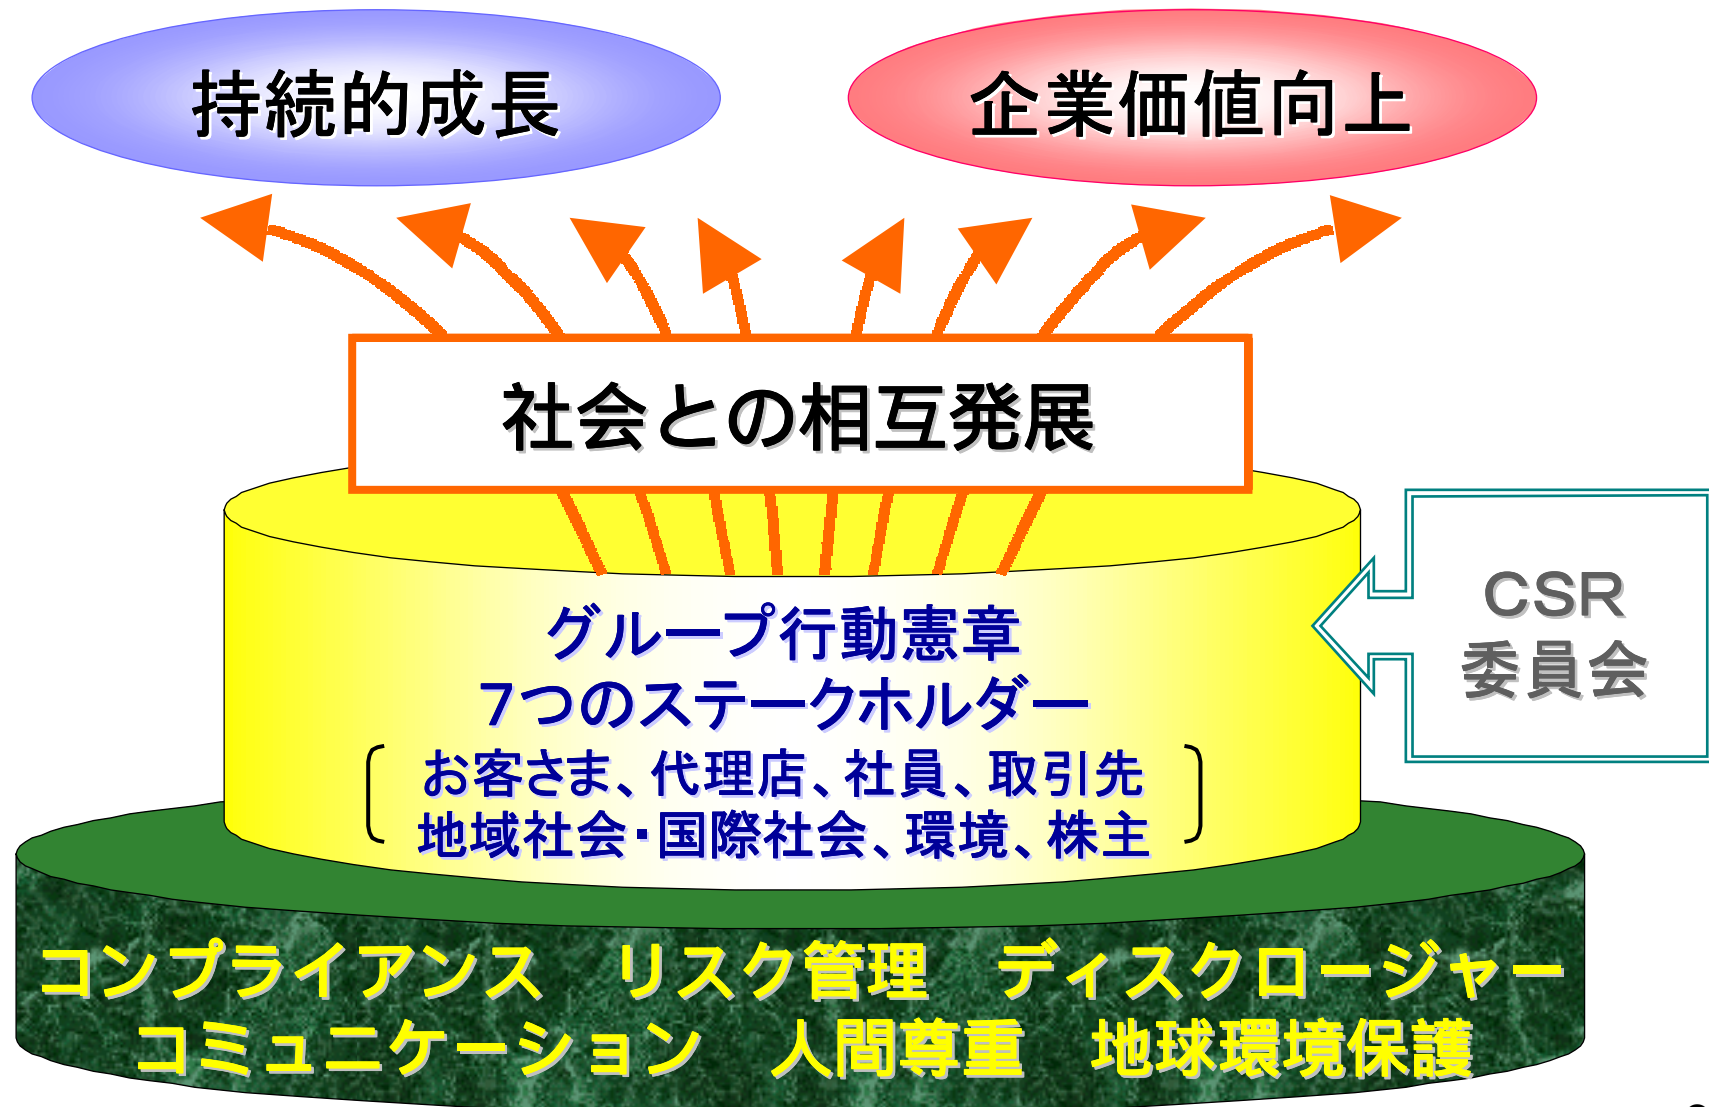 持続的成長
企業価値向上
社会との相互発展
グループ行動憲章
7つのステークホルダー
お客さま、代理店、社員、取引先
地域社会・国際社会、環境、株主
CSR
委員会
コンプライアンス　リスク管理　ディスクロージャー
コミュニケーション　人間尊重　地球環境保護